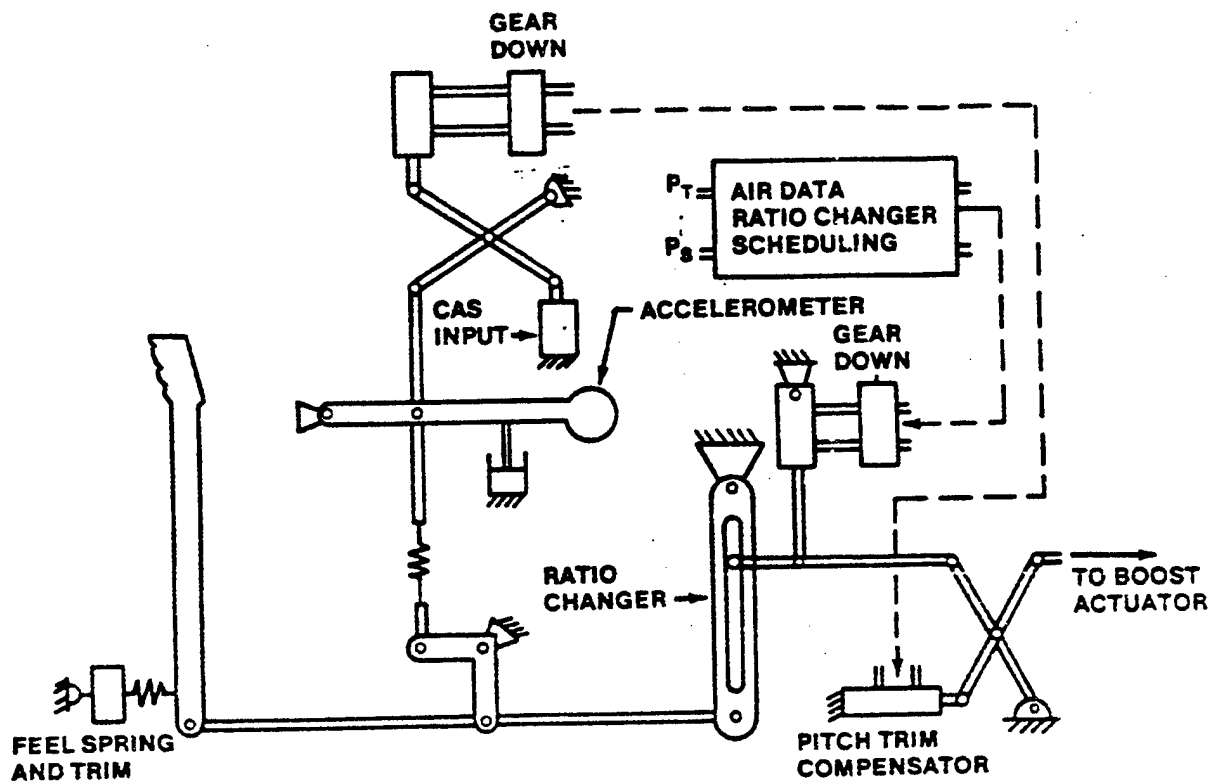 GEAR
DOWN
P_T
AIR DATA
RATIO CHANGER
SCHEDULING
P_S
CAS
INPUT
ACCELEROMETER
GEAR
DOWN
RATIO
CHANGER
TO BOOST
ACTUATOR
FEEL SPRING
AND TRIM
PITCH TRIM
COMPENSATOR